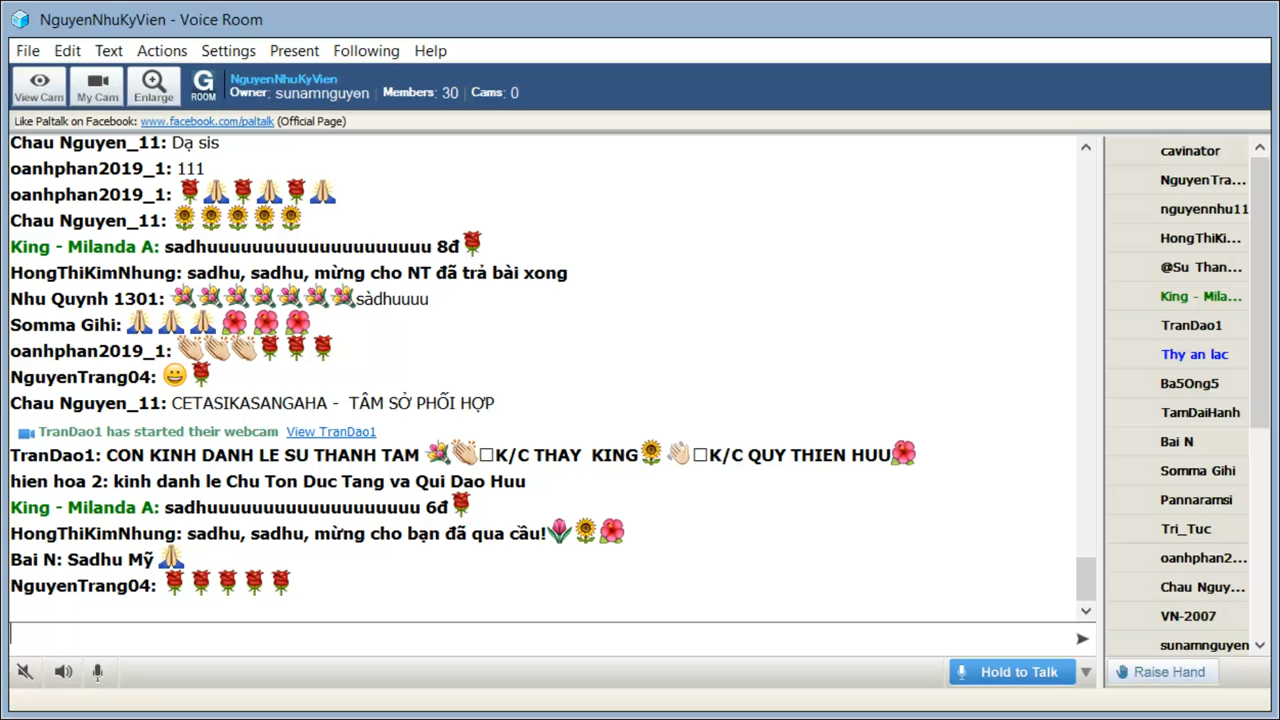 NguyenNhuKyVien - Voice Room
File Edit Text Actions Settings Present Following Help
View Cam My Cam Enlarge G ROOM
NguyenNhuKyVien
Owner: sunamnguyen Members: 30 Cams: 0
Like Paltalk on Facebook: www.facebook.com/paltalk (Official Page)
Chau Nguyen_11: Dạ sis
oanhphan2019_1: 111
oanhphan2019_1: 🌹🙏🌹🙏🌹🙏
Chau Nguyen_11: 🌻🌻🌻🌻🌻
King - Milanda A: sadhuuuuuuuuuuuuuuuuuuu 8đ🌹
HongThiKimNhung: sadhu, sadhu, mừng cho NT đã trả bài xong
Nhu Quynh 1301: 💐💐💐💐💐💐💐sàdhuuuu
Somma Gihi: 🙏🙏🙏🌺🌺🌺
oanhphan2019_1: 👏👏👏🌹🌹🌹
NguyenTrang04: 😀🌹
Chau Nguyen_11: CETASIKASANGAHA - TÂM SỞ PHỐI HỢP
TranDao1 has started their webcam View TranDao1
TranDao1: CON KINH DANH LE SU THANH TAM 💐👏□K/C THAY KING🌻👏□K/C QUY THIEN HUU🌺
hien hoa 2: kinh danh le Chu Ton Duc Tang va Qui Dao Huu
King - Milanda A: sadhuuuuuuuuuuuuuuuuuuu 6đ🌹
HongThiKimNhung: sadhu, sadhu, mừng cho bạn đã qua cầu!🌷🌻🌺
Bai N: Sadhu Mỹ🙏
NguyenTrang04: 🌹🌹🌹🌹🌹
cavinator
NguyenTra...
nguyennhu11
HongThiKi...
@Su Than...
King - Mila...
TranDao1
Thy an lac
Ba5Ong5
TamDaiHanh
Bai N
Somma Gihi
Pannaramsi
Tri_Tuc
oanhphan2...
Chau Nguy...
VN-2007
sunamnguyen
Hold to Talk
Raise Hand